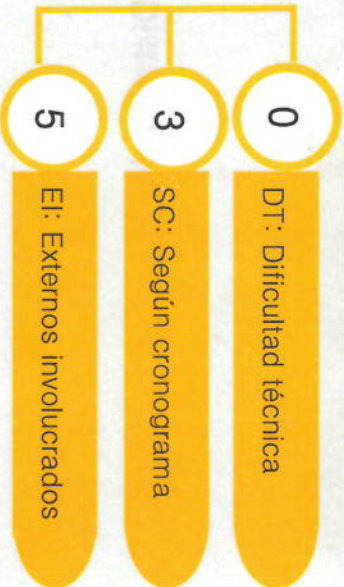 0
DT: Dificultad técnica
3
SC: Según cronograma
5
EI: Externos involucrados